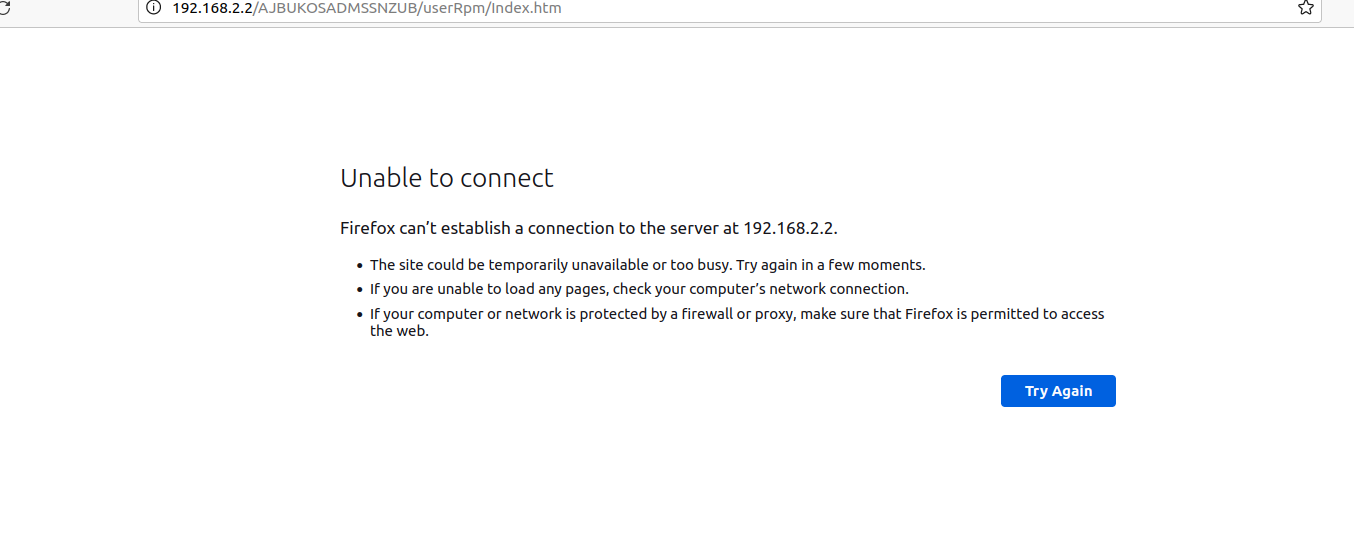 192.168.2.2/AJBUKOSADMSSNZUB/userRpm/Index.htm
Unable to connect
Firefox can’t establish a connection to the server at 192.168.2.2.
• The site could be temporarily unavailable or too busy. Try again in a few moments.
• If you are unable to load any pages, check your computer’s network connection.
• If your computer or network is protected by a firewall or proxy, make sure that Firefox is permitted to access
the web.
Try Again